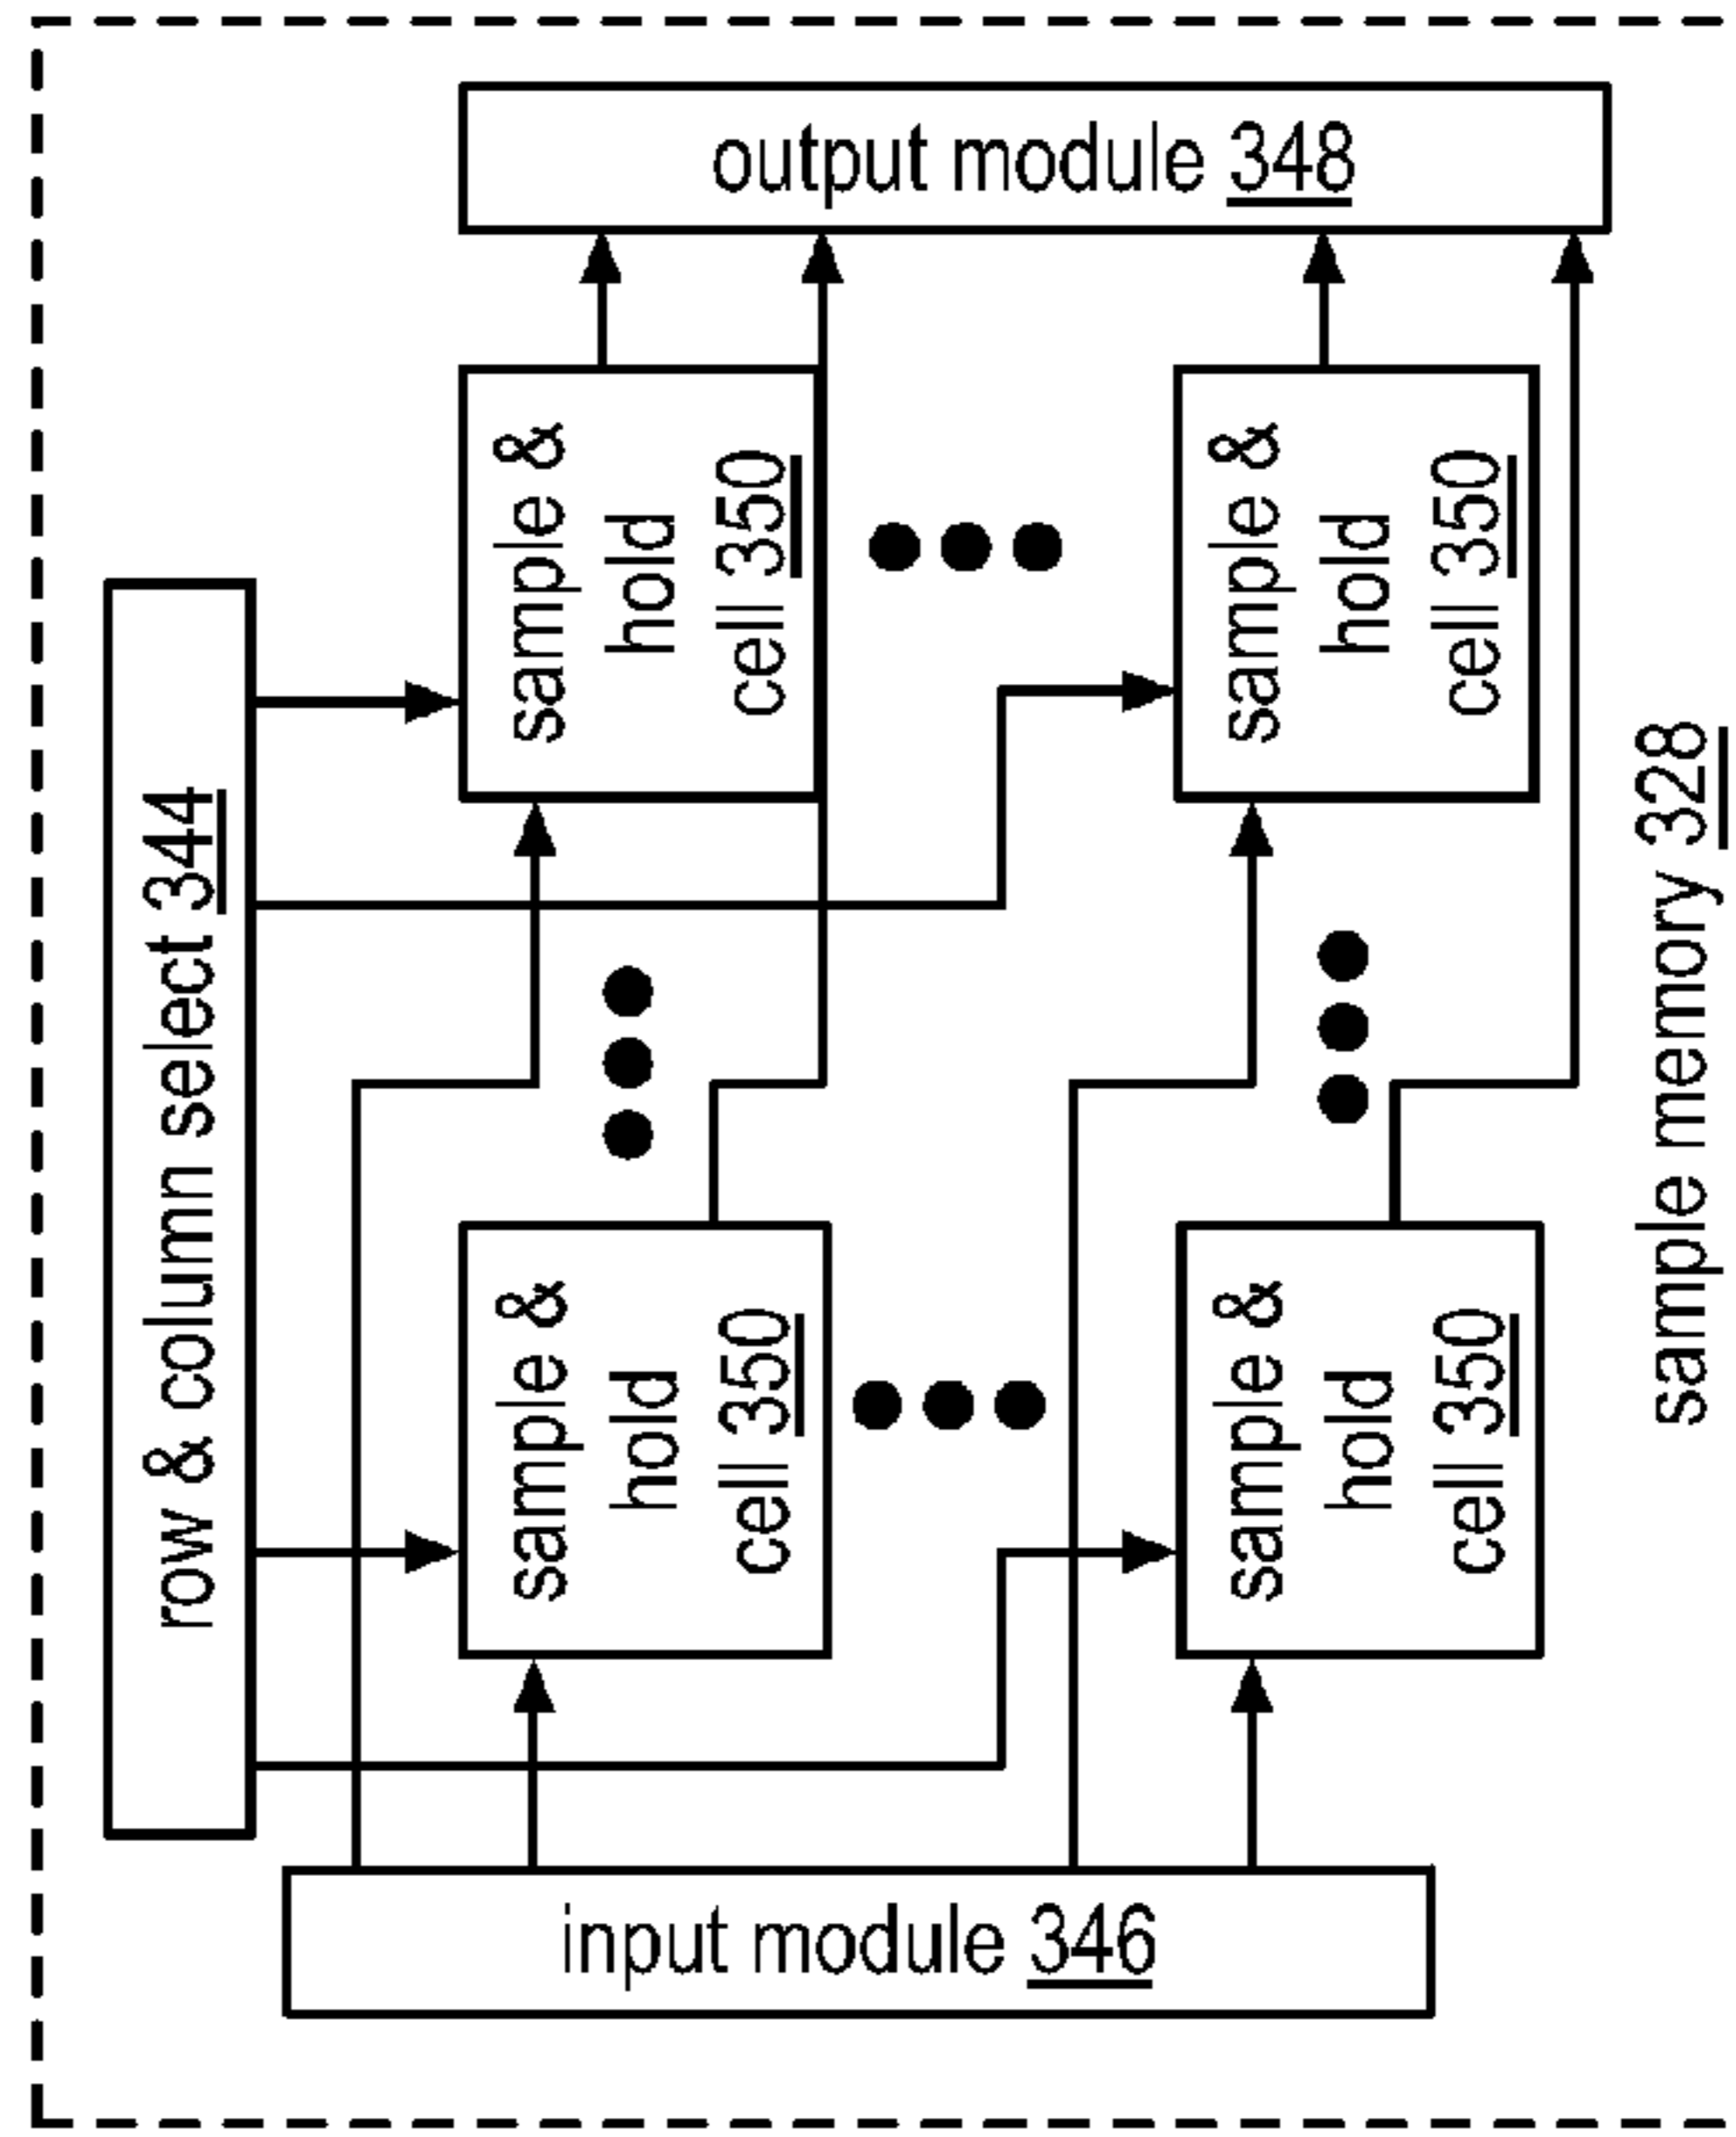 output module 348
row & column select 344
sample &
hold
cell 350
sample &
hold
cell 350
sample &
hold
cell 350
sample &
hold
cell 350
input module 346
sample memory 328